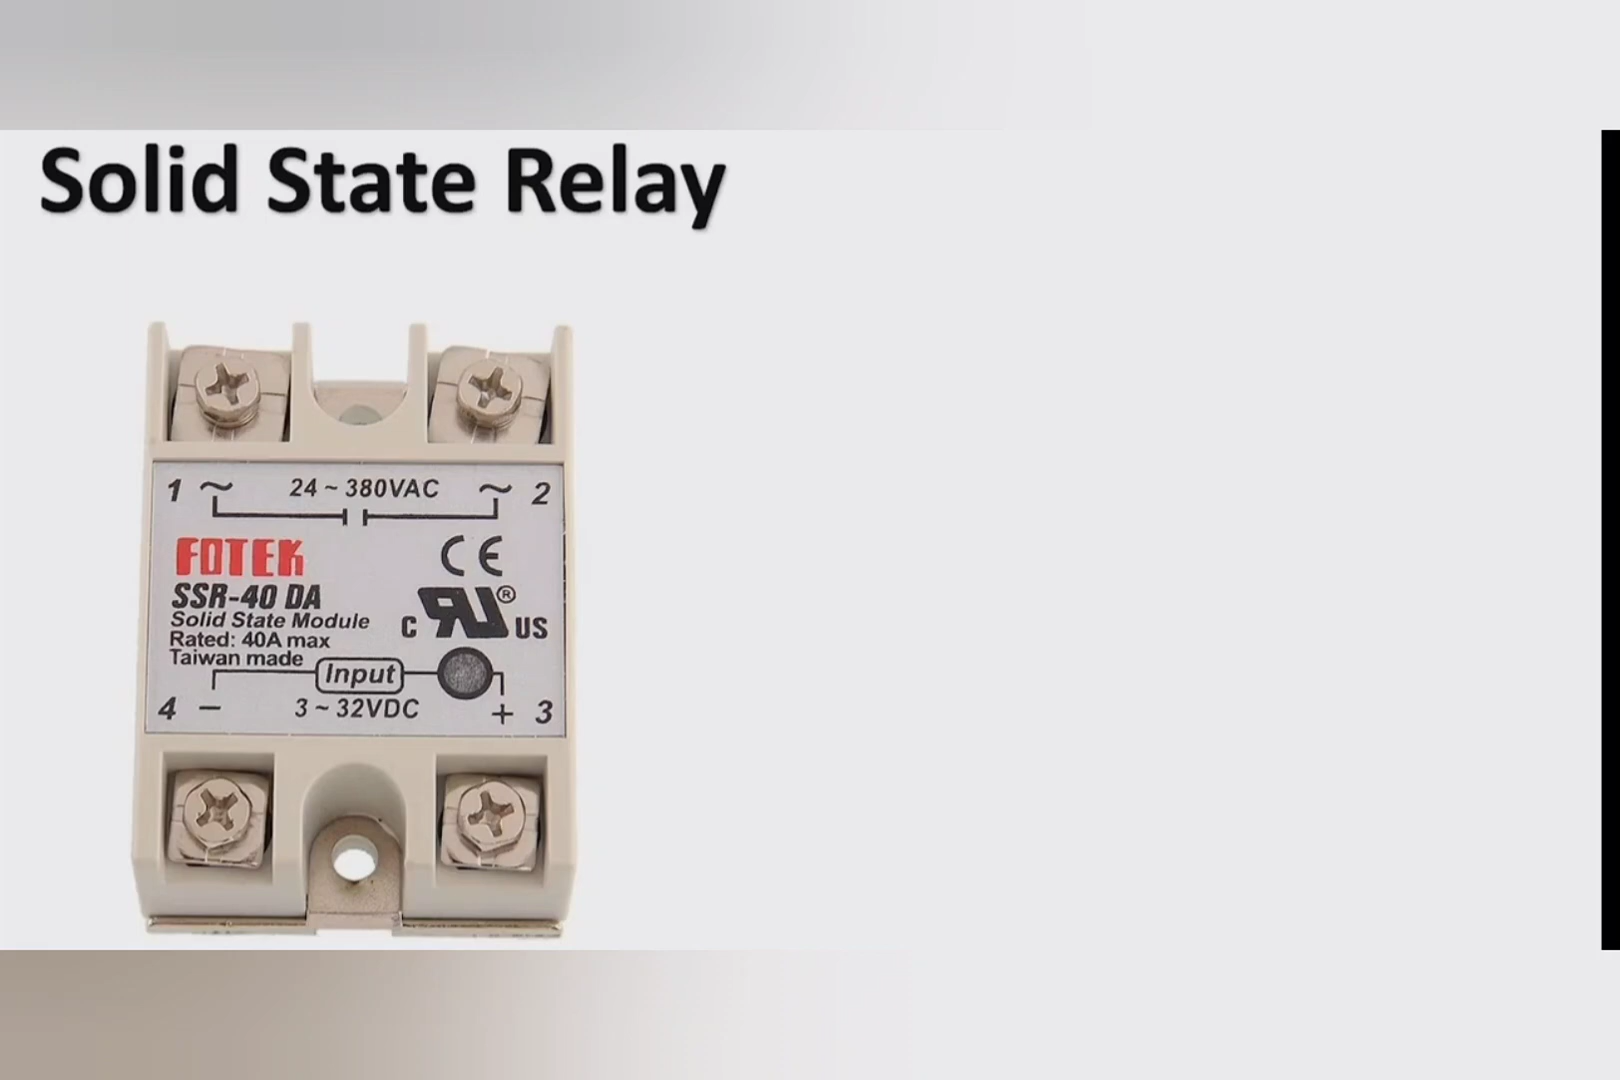 Solid State Relay
1 ~ 24 ~ 380VAC ~ 2
FOTEK
CE
SSR-40 DA
Solid State Module
Rated: 40A max
Taiwan made
C RU ® US
Input
4 − 3 ~ 32VDC + 3